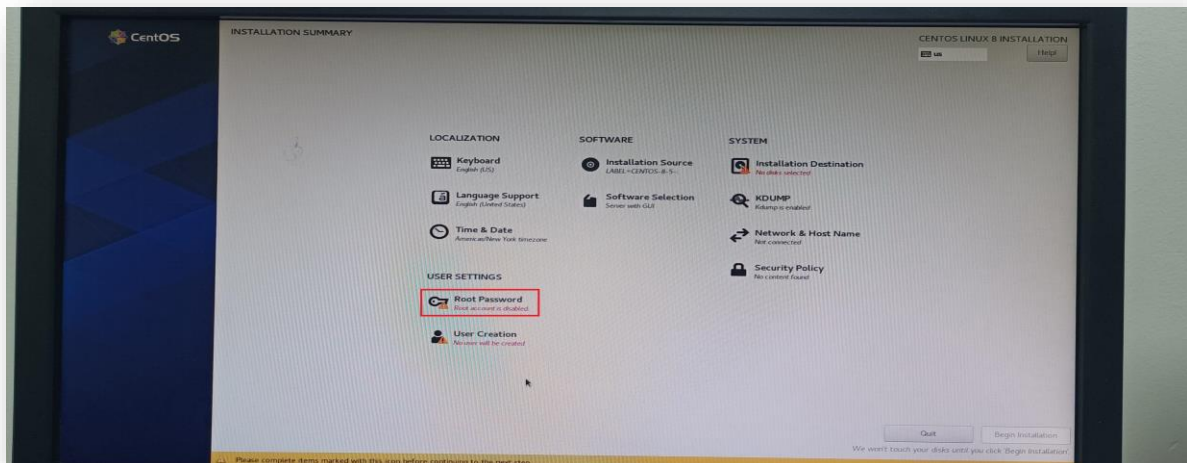 CentOS
INSTALLATION SUMMARY
CENTOS LINUX 8 INSTALLATION
us
Help!
LOCALIZATION
Keyboard
English (US)
Language Support
English (United States)
Time & Date
Americas/New York timezone
SOFTWARE
Installation Source
LABEL=CENTOS-8-5-..
Software Selection
Server with GUI
SYSTEM
Installation Destination
No disks selected
KDUMP
Kdump is enabled
Network & Host Name
Not connected
Security Policy
No content found
USER SETTINGS
Root Password
Root account is disabled
User Creation
No user will be created
Quit
Begin Installation
We won't touch your disks until you click 'Begin Installation'.
Please complete items marked with this icon before continuing to the next step.